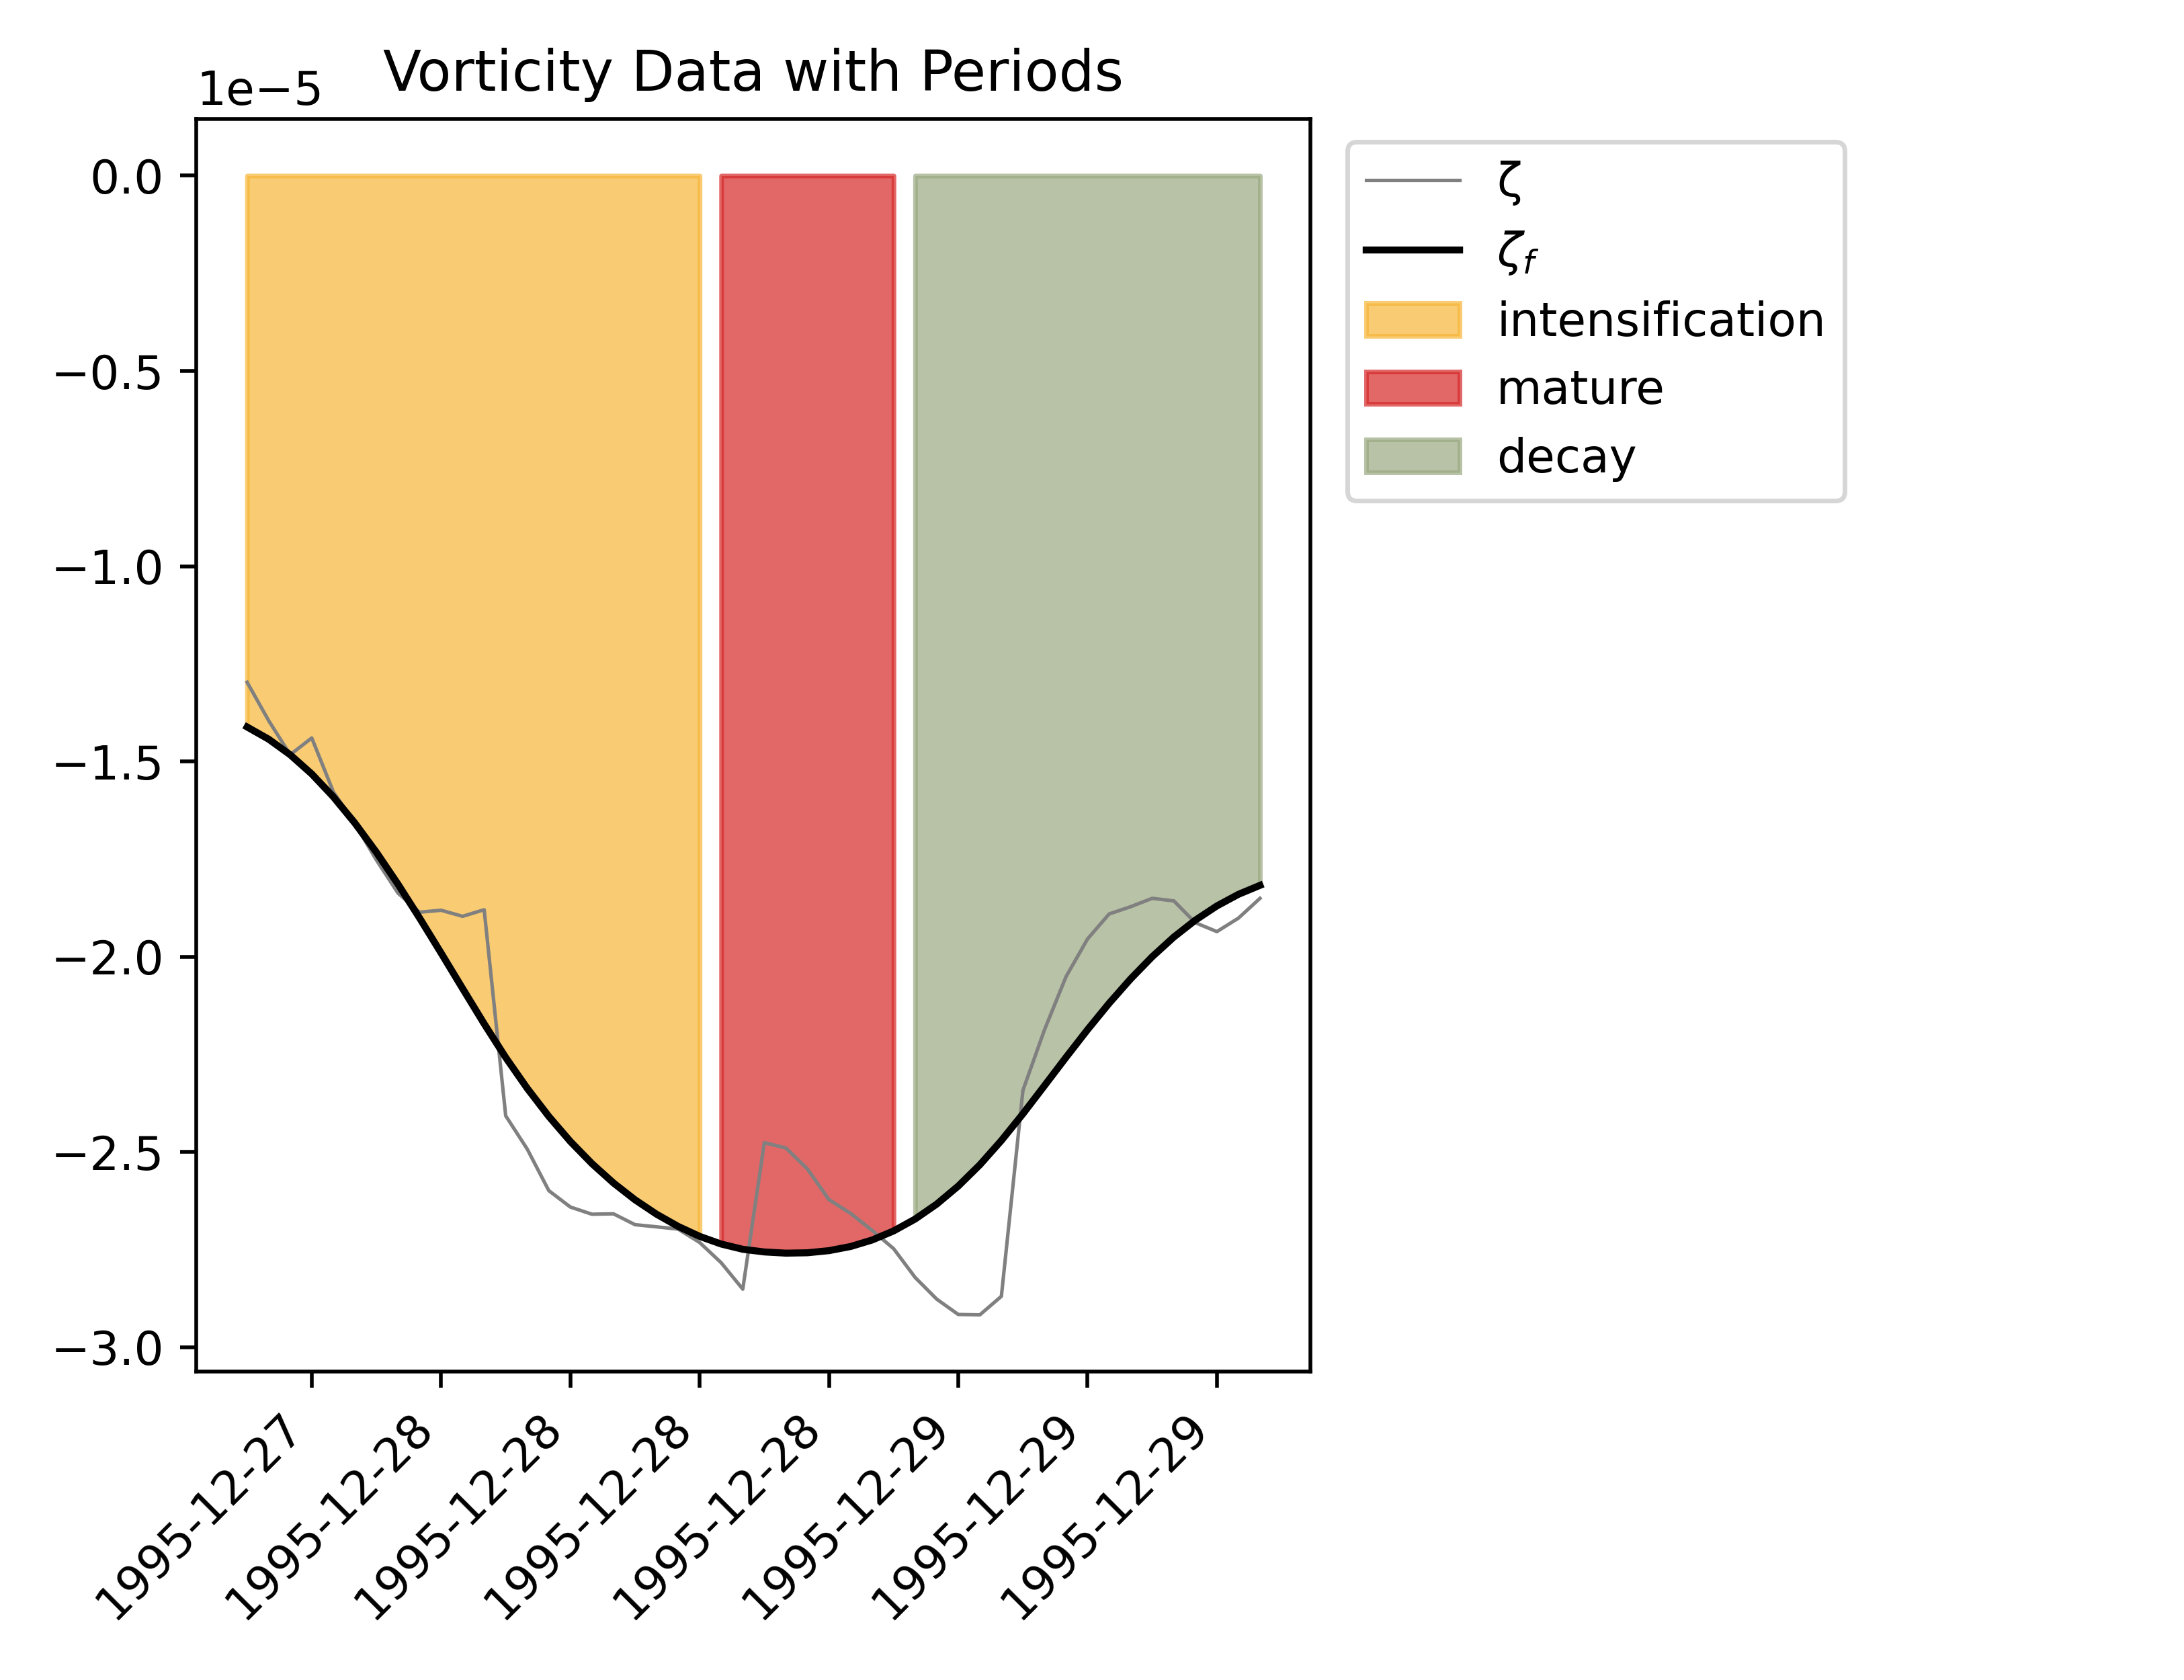 Vorticity Data with Periods
1e−5
0.0
−0.5
−1.0
−1.5
−2.0
−2.5
−3.0
1995-12-27
1995-12-28
1995-12-28
1995-12-28
1995-12-28
1995-12-29
1995-12-29
1995-12-29
ζ
ζf
intensification
mature
decay